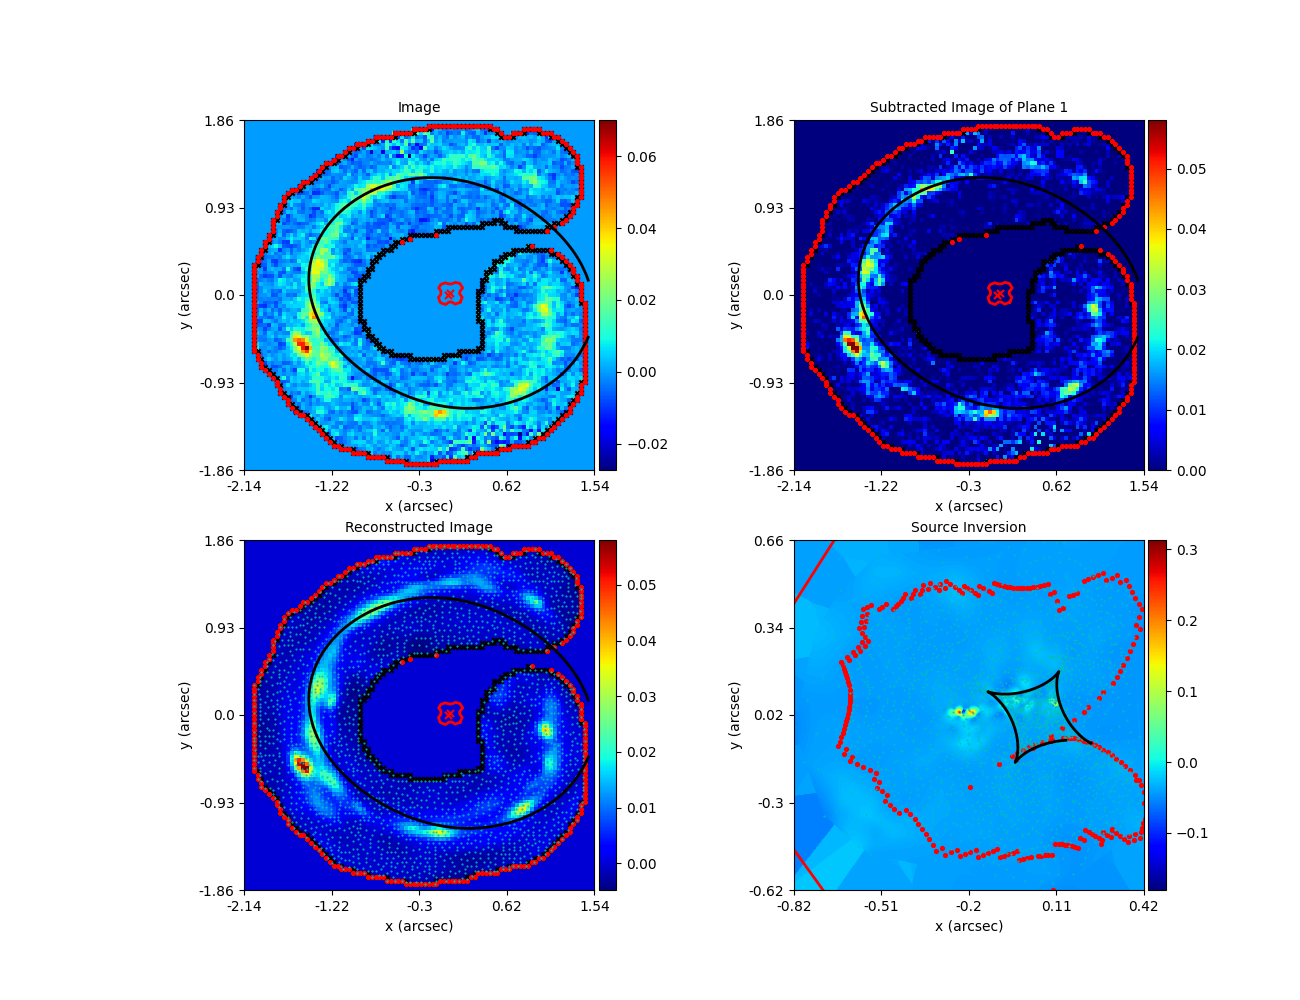 Image
Subtracted Image of Plane 1
1.86
0.93
0.0
-0.93
-1.86
y (arcsec)
-2.14 -1.22 -0.3 0.62 1.54
x (arcsec)
0.06
0.04
0.02
0.00
−0.02
1.86
0.93
0.0
-0.93
-1.86
y (arcsec)
-2.14 -1.22 -0.3 0.62 1.54
x (arcsec)
0.05
0.04
0.03
0.02
0.01
0.00
Reconstructed Image
Source Inversion
1.86
0.93
0.0
-0.93
-1.86
y (arcsec)
-2.14 -1.22 -0.3 0.62 1.54
x (arcsec)
0.05
0.04
0.03
0.02
0.01
0.00
0.66
0.34
0.02
-0.3
-0.62
y (arcsec)
-0.82 -0.51 -0.2 0.11 0.42
x (arcsec)
0.3
0.2
0.1
0.0
−0.1